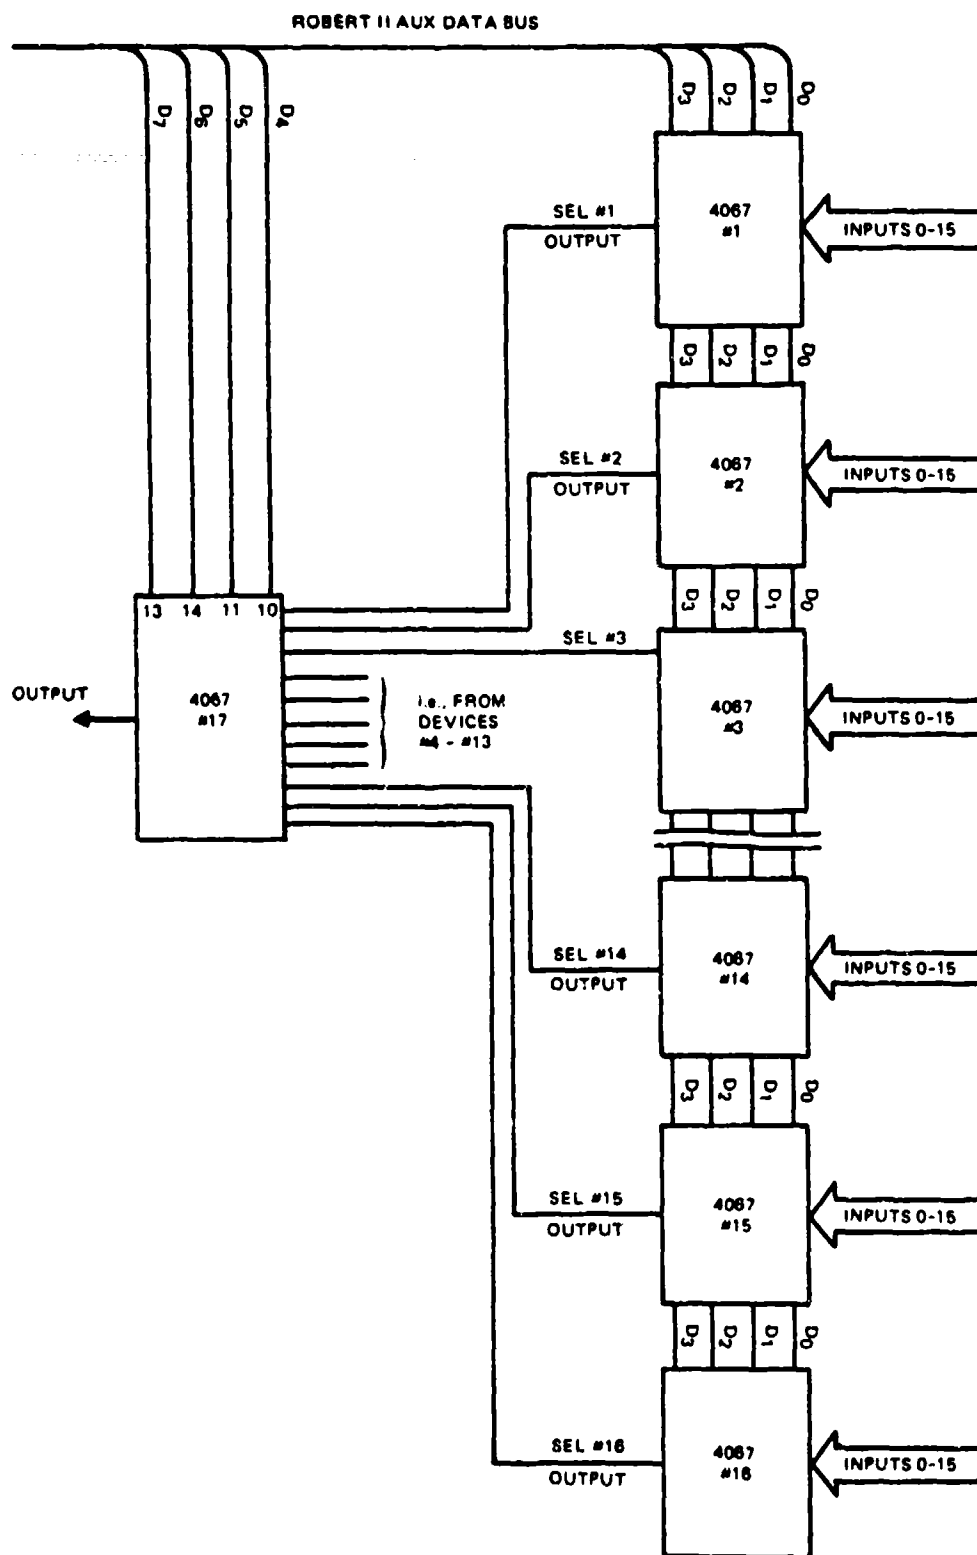 ROBERT II AUX DATA BUS
D7 D6 D5 D4
D3 D2 D1 D0
4067
#1
SEL #1
OUTPUT
INPUTS 0-15
D3 D2 D1 D0
4067
#2
SEL #2
OUTPUT
INPUTS 0-15
D3 D2 D1 D0
13 14 11 10
SEL #3
4067
#3
INPUTS 0-15
OUTPUT
4067
#17
i.e., FROM
DEVICES
#4 - #13
4067
#14
SEL #14
OUTPUT
INPUTS 0-15
D3 D2 D1 D0
4067
#15
SEL #15
OUTPUT
INPUTS 0-15
D3 D2 D1 D0
4067
#16
SEL #16
OUTPUT
INPUTS 0-15